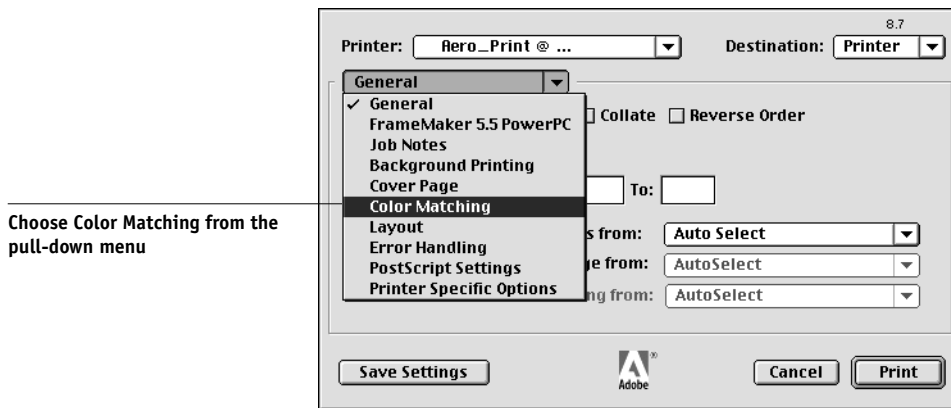 8.7
Printer: Aero_Print @ ... Destination: Printer
General
✓ General
FrameMaker 5.5 PowerPC
Collate Reverse Order
Job Notes
Background Printing
Cover Page
To:
Color Matching
Choose Color Matching from the
pull-down menu
Layout
from: Auto Select
Error Handling
PostScript Settings
from: AutoSelect
Printer Specific Options
from: AutoSelect
Save Settings
Adobe
®
Cancel Print